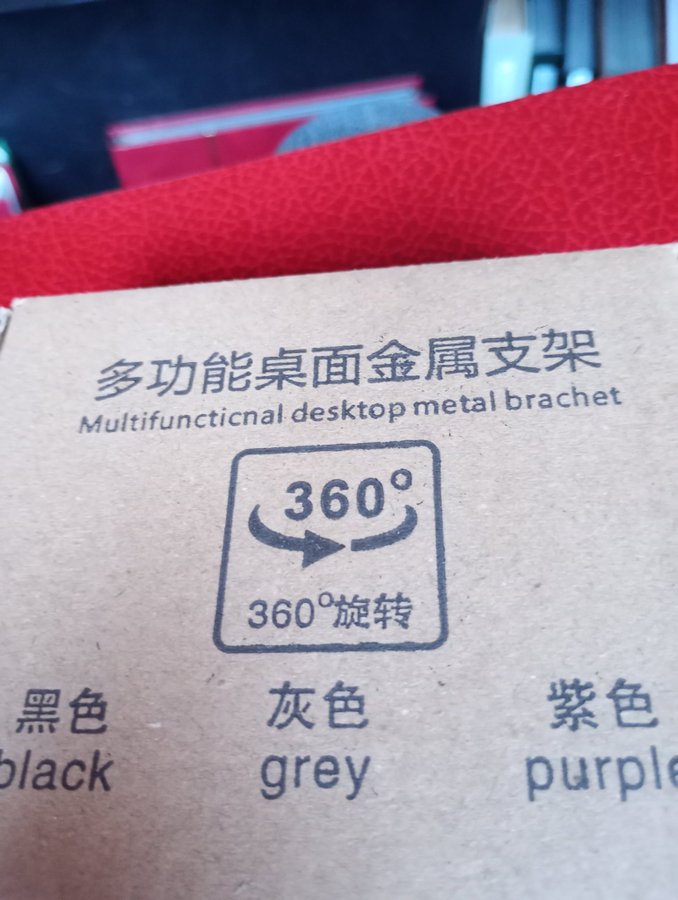 多功能桌面金属支架
Multifuncticnal desktop metal brachet
360°
360°旋转
黑色 灰色 紫色
black grey purple